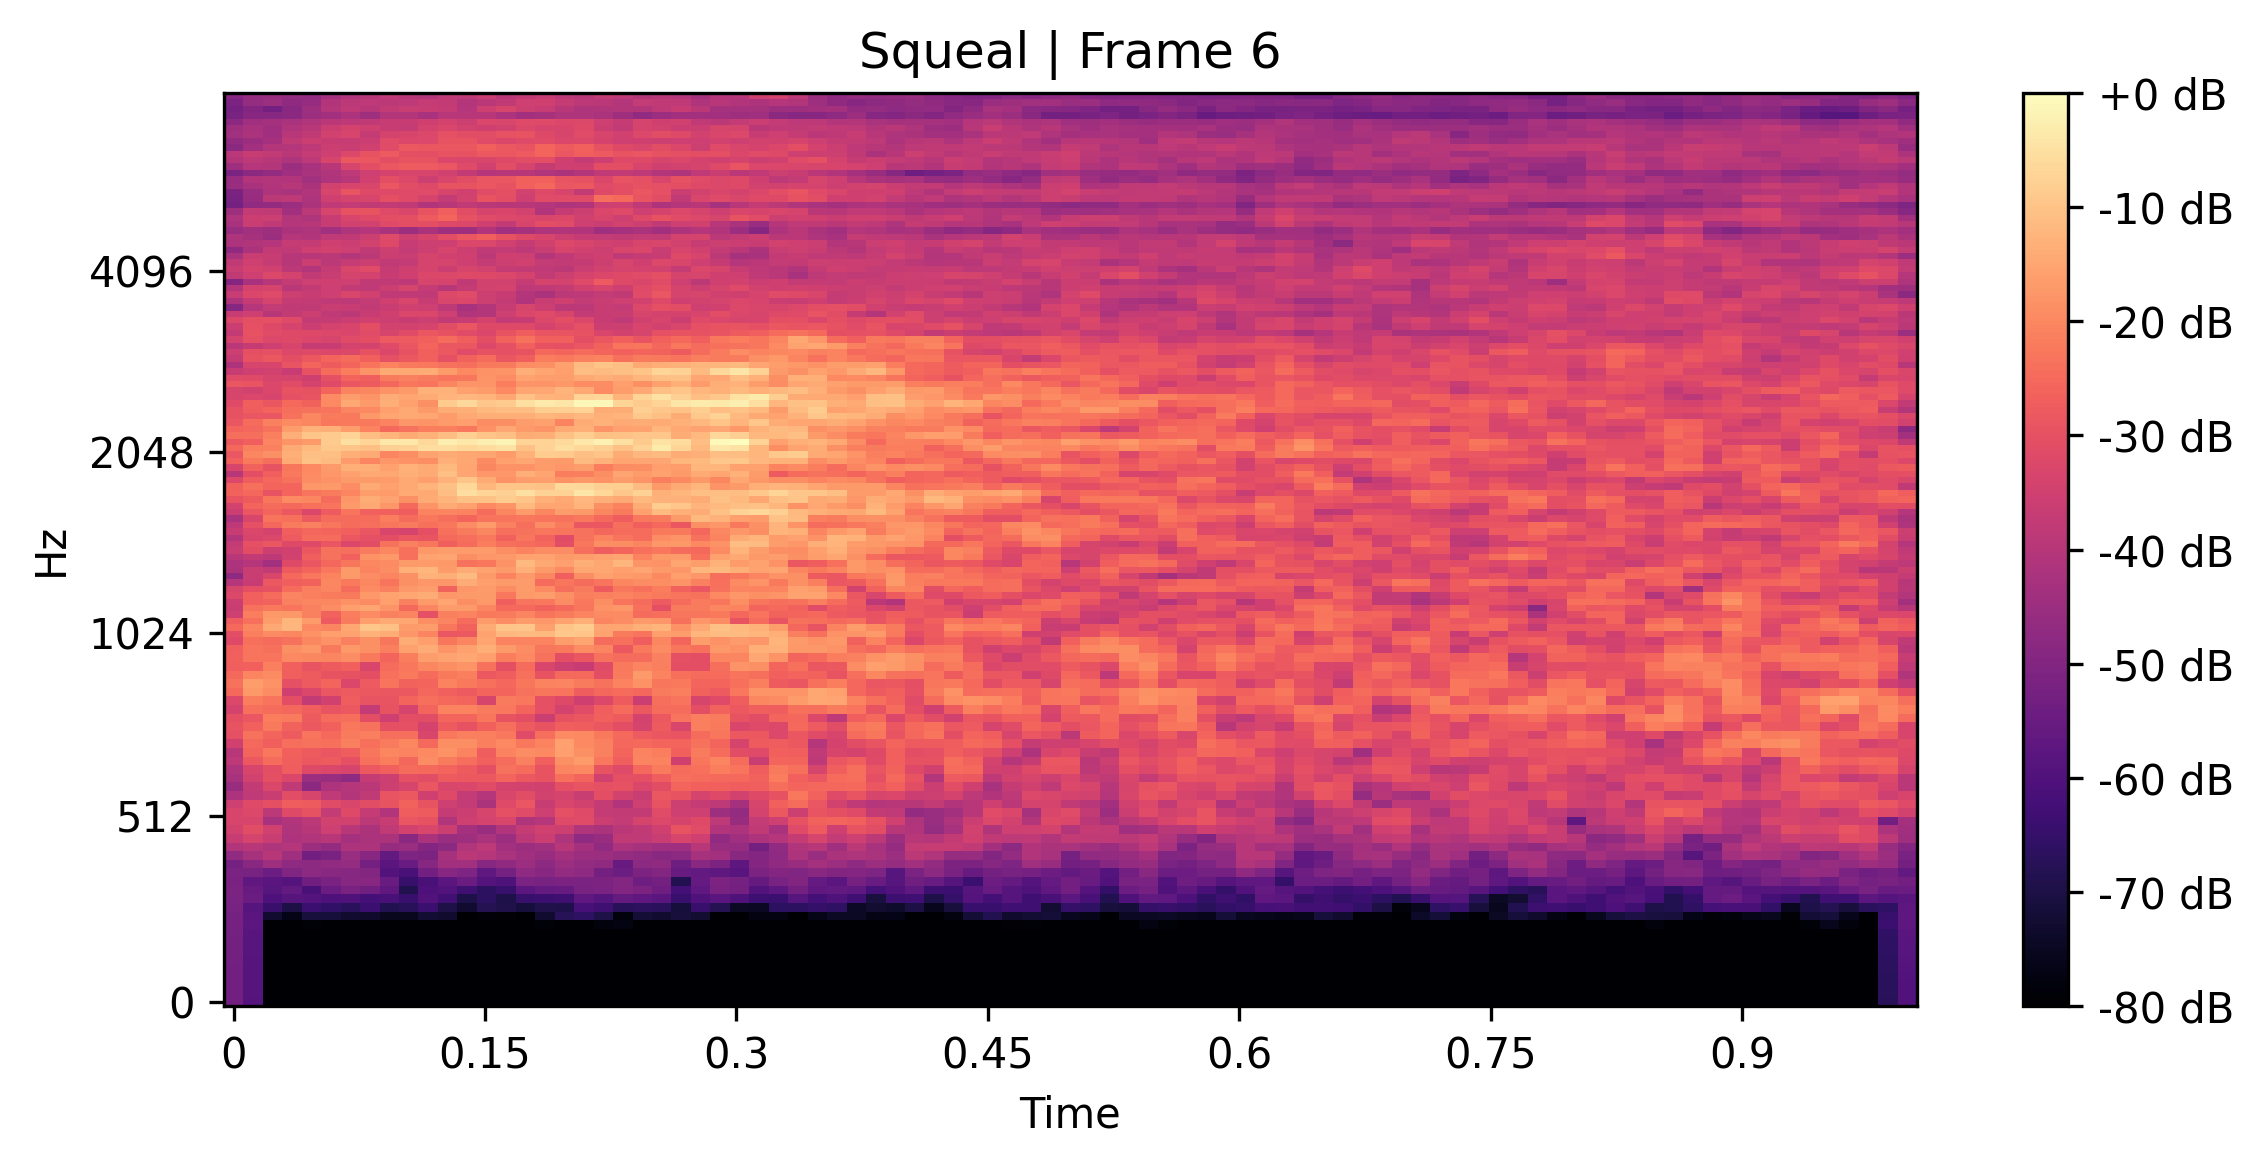 Squeal | Frame 6
Hz
4096
2048
1024
512
0
0 0.15 0.3 0.45 0.6 0.75 0.9
Time
+0 dB
-10 dB
-20 dB
-30 dB
-40 dB
-50 dB
-60 dB
-70 dB
-80 dB